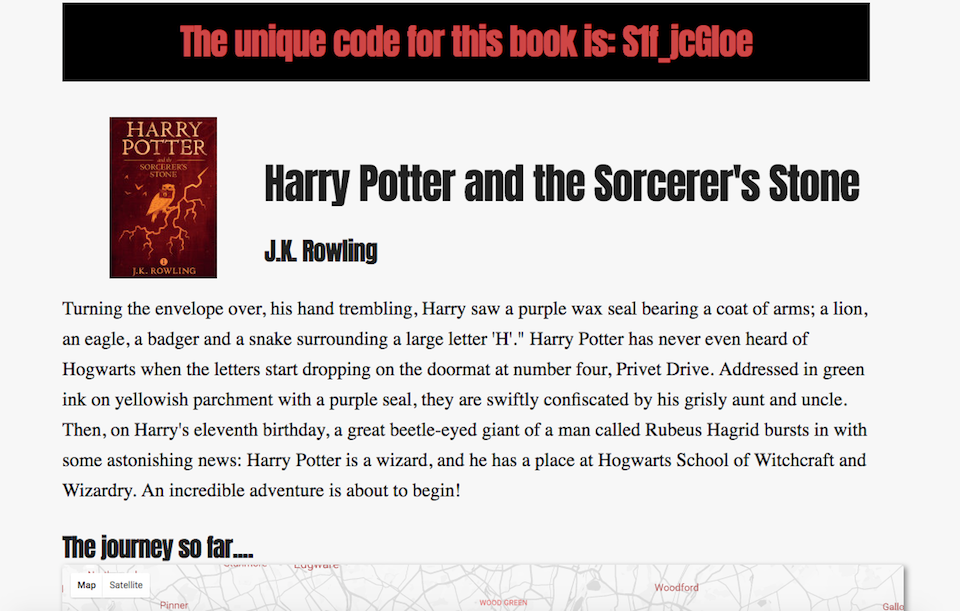 The unique code for this book is: S1f_jcGloe
HARRY
POTTER
and the
SORCERER'S
STONE
J.K. ROWLING
Harry Potter and the Sorcerer's Stone
J.K. Rowling
Turning the envelope over, his hand trembling, Harry saw a purple wax seal bearing a coat of arms; a lion,
an eagle, a badger and a snake surrounding a large letter 'H'." Harry Potter has never even heard of
Hogwarts when the letters start dropping on the doormat at number four, Privet Drive. Addressed in green
ink on yellowish parchment with a purple seal, they are swiftly confiscated by his grisly aunt and uncle.
Then, on Harry's eleventh birthday, a great beetle-eyed giant of a man called Rubeus Hagrid bursts in with
some astonishing news: Harry Potter is a wizard, and he has a place at Hogwarts School of Witchcraft and
Wizardry. An incredible adventure is about to begin!
The journey so far....
Edgware
Map Satellite
Woodford
Pinner
WOOD GREEN
Gallo